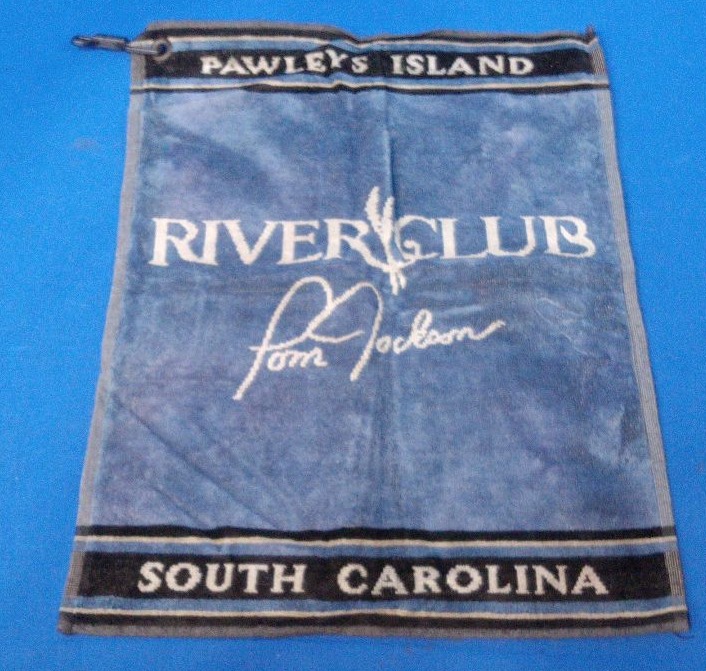 PAWLEYS ISLAND
RIVER CLUB
Tom Jackson
SOUTH CAROLINA